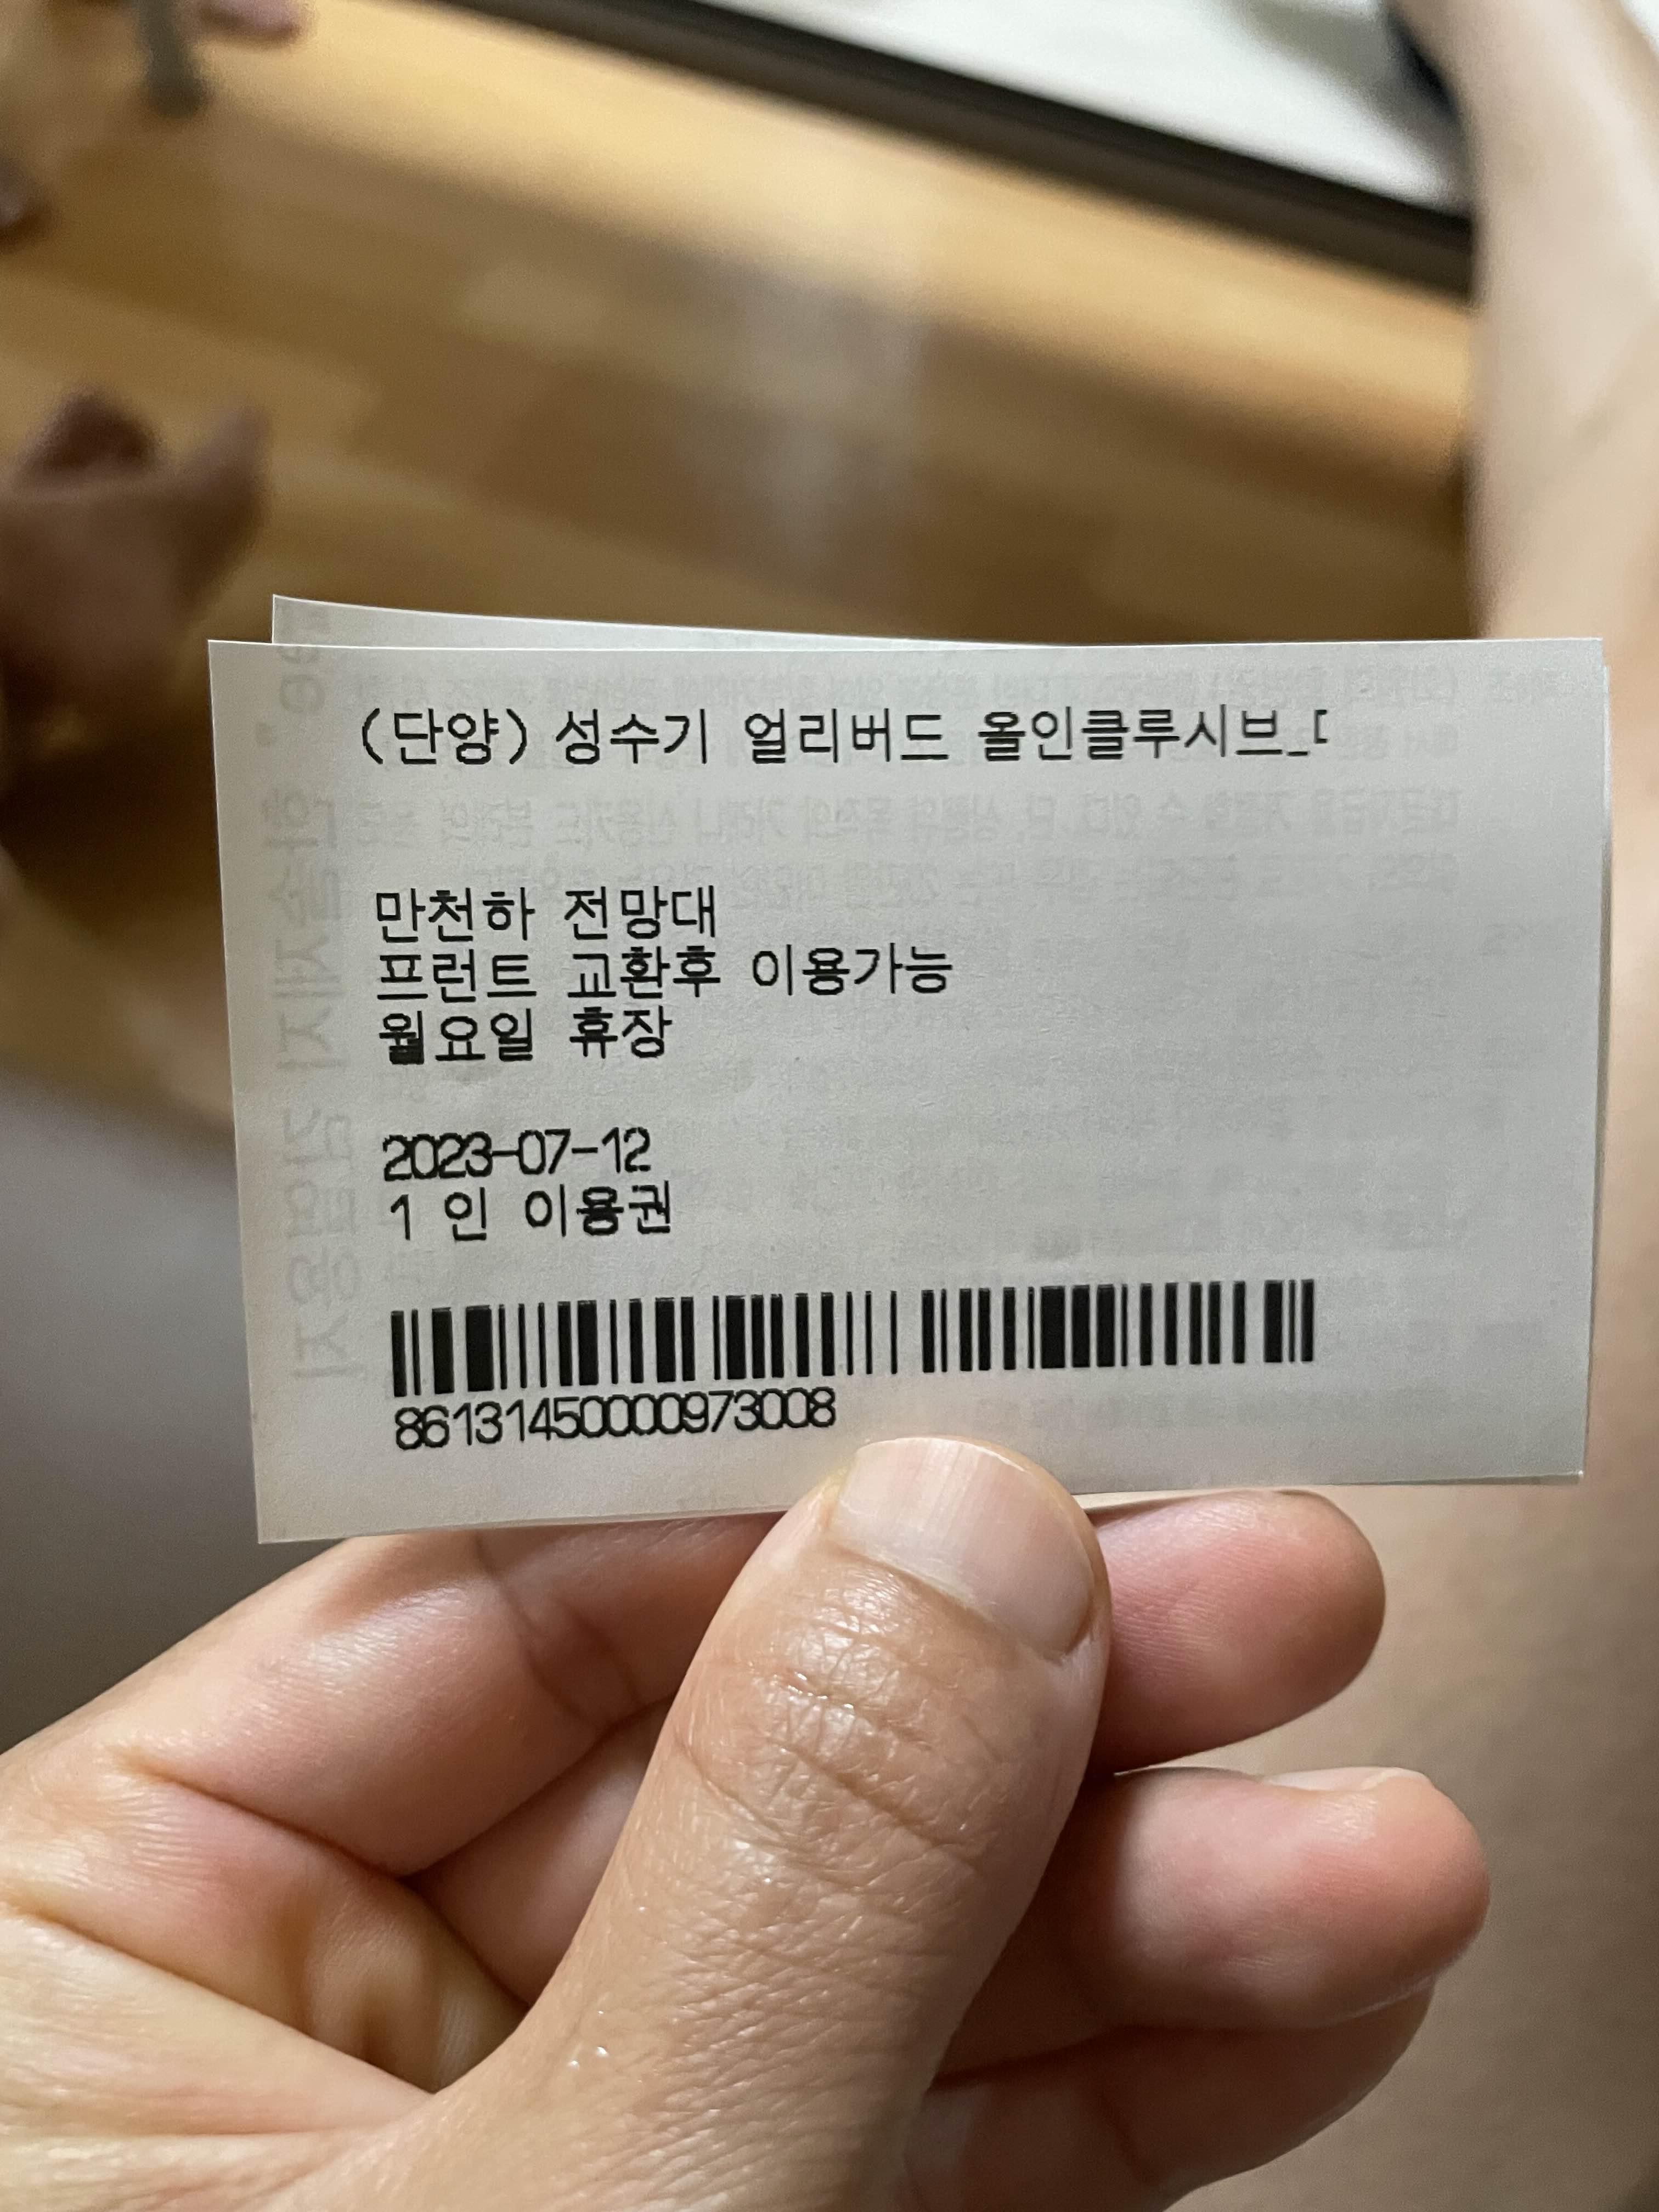 (단양) 성수기 얼리버드 올인클루시브_
만천하 전망대
프런트 교환후 이용가능
월요일 휴장
2023-07-12
1 인 이용권
86131450000973008